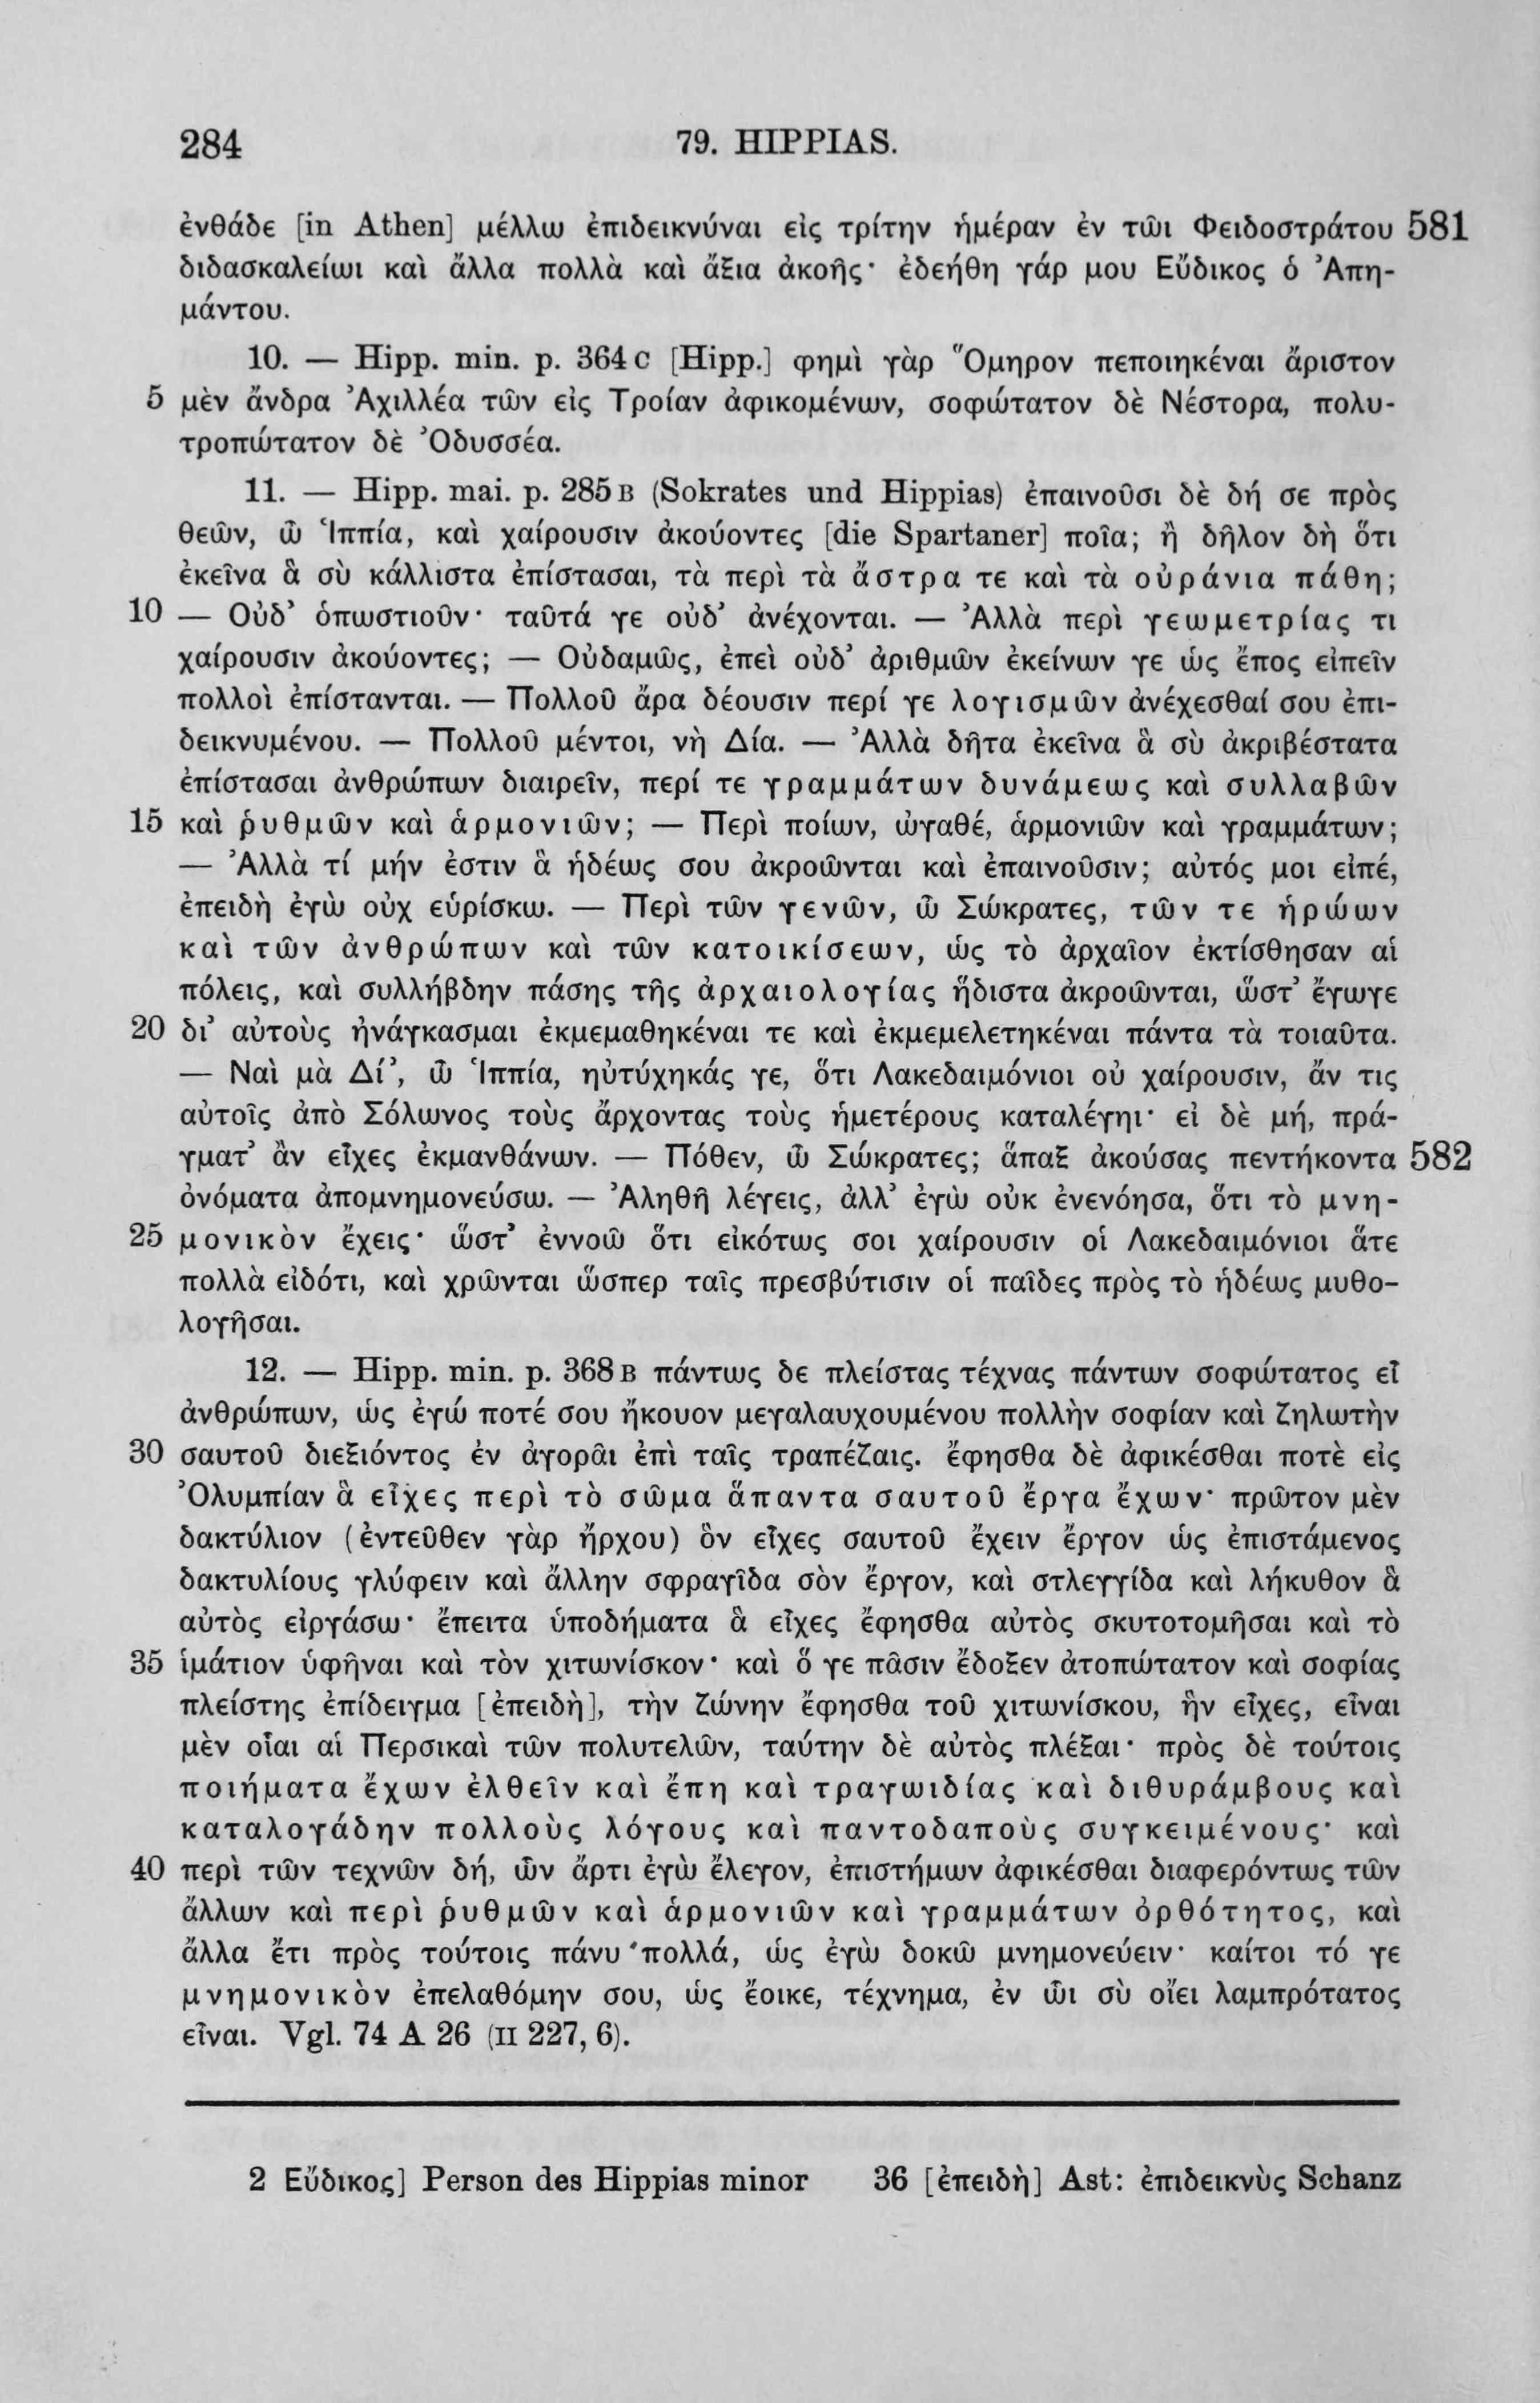 284 79. HIPPIAS.
ἐνθάδε [in Athen] μέλλω ἐπιδεικνύναι εἰς τρίτην ἡμέραν ἐν τῶι Φειδοστράτου 581
διδασκαλείωι καὶ ἄλλα πολλὰ καὶ ἄξια ἀκοῆς· ἐδεήθη γάρ μου Εὔδικος ὁ Ἀπη-
μάντου.
10. — Hipp. min. p. 364 C [Hipp.] φημὶ γὰρ Ὅμηρον πεποιηκέναι ἄριστον
5 μὲν ἄνδρα Ἀχιλλέα τῶν εἰς Τροίαν ἀφικομένων, σοφώτατον δὲ Νέστορα, πολυ-
τροπώτατον δὲ Ὀδυσσέα.
11. — Hipp. mai. p. 285 B (Sokrates und Hippias) ἐπαινοῦσι δὲ δή σε πρὸς
θεῶν, ὦ Ἱππία, καὶ χαίρουσιν ἀκούοντες [die Spartaner] ποῖα; ἢ δῆλον δὴ ὅτι
ἐκεῖνα ἃ σὺ κάλλιστα ἐπίστασαι, τὰ περὶ τὰ ἄστρα τε καὶ τὰ οὐράνια πάθη;
10 — Οὐδ’ ὁπωστιοῦν· ταῦτά γε οὐδ’ ἀνέχονται. — Ἀλλὰ περὶ γεωμετρίας τι
χαίρουσιν ἀκούοντες; — Οὐδαμῶς, ἐπεὶ οὐδ’ ἀριθμῶν ἐκείνων γε ὡς ἔπος εἰπεῖν
πολλοὶ ἐπίστανται. — Πολλοῦ ἄρα δέουσιν περί γε λογισμῶν ἀνέχεσθαί σου ἐπι-
δεικνυμένου. — Πολλοῦ μέντοι, νὴ Δία. — Ἀλλὰ δῆτα ἐκεῖνα ἃ σὺ ἀκριβέστατα
ἐπίστασαι ἀνθρώπων διαιρεῖν, περί τε γραμμάτων δυνάμεως καὶ συλλαβῶν
15 καὶ ῥυθμῶν καὶ ἁρμονιῶν; — Περὶ ποίων, ὠγαθέ, ἁρμονιῶν καὶ γραμμάτων;
— Ἀλλὰ τί μήν ἐστιν ἃ ἡδέως σου ἀκροῶνται καὶ ἐπαινοῦσιν; αὐτός μοι εἰπέ,
ἐπειδὴ ἐγὼ οὐχ εὑρίσκω. — Περὶ τῶν γενῶν, ὦ Σώκρατες, τῶν τε ἡρώων
καὶ τῶν ἀνθρώπων καὶ τῶν κατοικίσεων, ὡς τὸ ἀρχαῖον ἐκτίσθησαν αἱ
πόλεις, καὶ συλλήβδην πάσης τῆς ἀρχαιολογίας ἥδιστα ἀκροῶνται, ὥστ’ ἔγωγε
20 δι’ αὐτοὺς ἠνάγκασμαι ἐκμεμαθηκέναι τε καὶ ἐκμεμελετηκέναι πάντα τὰ τοιαῦτα.
— Ναὶ μὰ Δί’, ὦ Ἱππία, ηὐτύχηκάς γε, ὅτι Λακεδαιμόνιοι οὐ χαίρουσιν, ἄν τις
αὐτοῖς ἀπὸ Σόλωνος τοὺς ἄρχοντας τοὺς ἡμετέρους καταλέγηι· εἰ δὲ μή, πρά-
γματ’ ἂν εἶχες ἐκμανθάνων. — Πόθεν, ὦ Σώκρατες; ἅπαξ ἀκούσας πεντήκοντα 582
ὀνόματα ἀπομνημονεύσω. — Ἀληθῆ λέγεις, ἀλλ’ ἐγὼ οὐκ ἐνενόησα, ὅτι τὸ μνη-
25 μονικὸν ἔχεις· ὥστ’ ἐννοῶ ὅτι εἰκότως σοι χαίρουσιν οἱ Λακεδαιμόνιοι ἅτε
πολλὰ εἰδότι, καὶ χρῶνται ὥσπερ ταῖς πρεσβύτισιν οἱ παῖδες πρὸς τὸ ἡδέως μυθο-
λογῆσαι.
12. — Hipp. min. p. 368 B πάντως δε πλείστας τέχνας πάντων σοφώτατος εἶ
ἀνθρώπων, ὡς ἐγώ ποτέ σου ἤκουον μεγαλαυχουμένου πολλὴν σοφίαν καὶ ζηλωτὴν
30 σαυτοῦ διεξιόντος ἐν ἀγορᾶι ἐπὶ ταῖς τραπέζαις. ἔφησθα δὲ ἀφικέσθαι ποτὲ εἰς
Ὀλυμπίαν ἃ εἶχες περὶ τὸ σῶμα ἅπαντα σαυτοῦ ἔργα ἔχων· πρῶτον μὲν
δακτύλιον (ἐντεῦθεν γὰρ ἤρχου) ὃν εἶχες σαυτοῦ ἔχειν ἔργον ὡς ἐπιστάμενος
δακτυλίους γλύφειν καὶ ἄλλην σφραγῖδα σὸν ἔργον, καὶ στλεγγίδα καὶ λήκυθον ἃ
αὐτὸς εἰργάσω· ἔπειτα ὑποδήματα ἃ εἶχες ἔφησθα αὐτὸς σκυτοτομῆσαι καὶ τὸ
35 ἱμάτιον ὑφῆναι καὶ τὸν χιτωνίσκον· καὶ ὅ γε πᾶσιν ἔδοξεν ἀτοπώτατον καὶ σοφίας
πλείστης ἐπίδειγμα [ἐπειδὴ], τὴν ζώνην ἔφησθα τοῦ χιτωνίσκου, ἣν εἶχες, εἶναι
μὲν οἷαι αἱ Περσικαὶ τῶν πολυτελῶν, ταύτην δὲ αὐτὸς πλέξαι· πρὸς δὲ τούτοις
ποιήματα ἔχων ἐλθεῖν καὶ ἔπη καὶ τραγωιδίας καὶ διθυράμβους καὶ
καταλογάδην πολλοὺς λόγους καὶ παντοδαποὺς συγκειμένους· καὶ
40 περὶ τῶν τεχνῶν δή, ὧν ἄρτι ἐγὼ ἔλεγον, ἐπιστήμων ἀφικέσθαι διαφερόντως τῶν
ἄλλων καὶ περὶ ῥυθμῶν καὶ ἁρμονιῶν καὶ γραμμάτων ὀρθότητος, καὶ
ἄλλα ἔτι πρὸς τούτοις πάνυ πολλά, ὡς ἐγὼ δοκῶ μνημονεύειν· καίτοι τό γε
μνημονικὸν ἐπελαθόμην σου, ὡς ἔοικε, τέχνημα, ἐν ὧι σὺ οἴει λαμπρότατος
εἶναι. Vgl. 74 A 26 (II 227, 6).
2 Εὔδικος] Person des Hippias minor 36 [ἐπειδὴ] Ast: ἐπιδεικνὺς Schanz